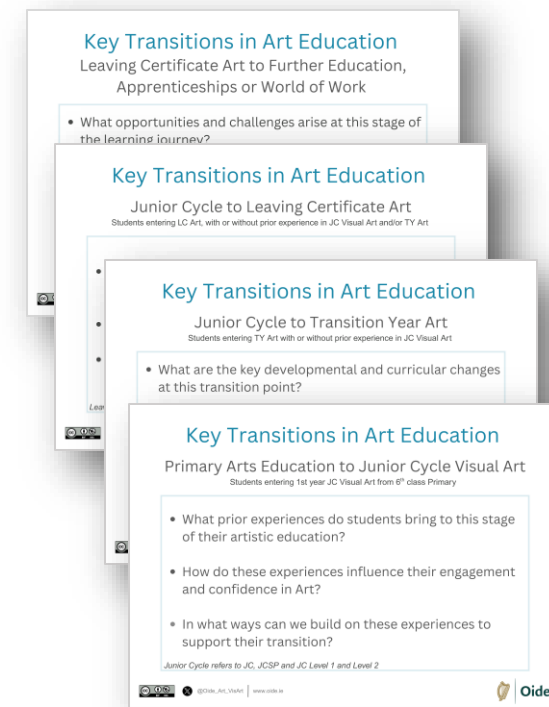 Key Transitions in Art Education
Leaving Certificate Art to Further Education,
Apprenticeships or World of Work
• What opportunities and challenges arise at this stage of
the learning journey?
Key Transitions in Art Education
Junior Cycle to Leaving Certificate Art
Students entering LC Art, with or without prior experience in JC Visual Art and/or TY Art
•
•
•
Key Transitions in Art Education
Junior Cycle to Transition Year Art
Students entering TY Art with or without prior experience in JC Visual Art
• What are the key developmental and curricular changes
at this transition point?
Key Transitions in Art Education
Primary Arts Education to Junior Cycle Visual Art
Students entering 1st year JC Visual Art from 6th class Primary
• What prior experiences do students bring to this stage
of their artistic education?
• How do these experiences influence their engagement
and confidence in Art?
• In what ways can we build on these experiences to
support their transition?
Junior Cycle refers to JC, JCSP and JC Level 1 and Level 2
@Oide_Art_VisArt | www.oide.ie
Oide